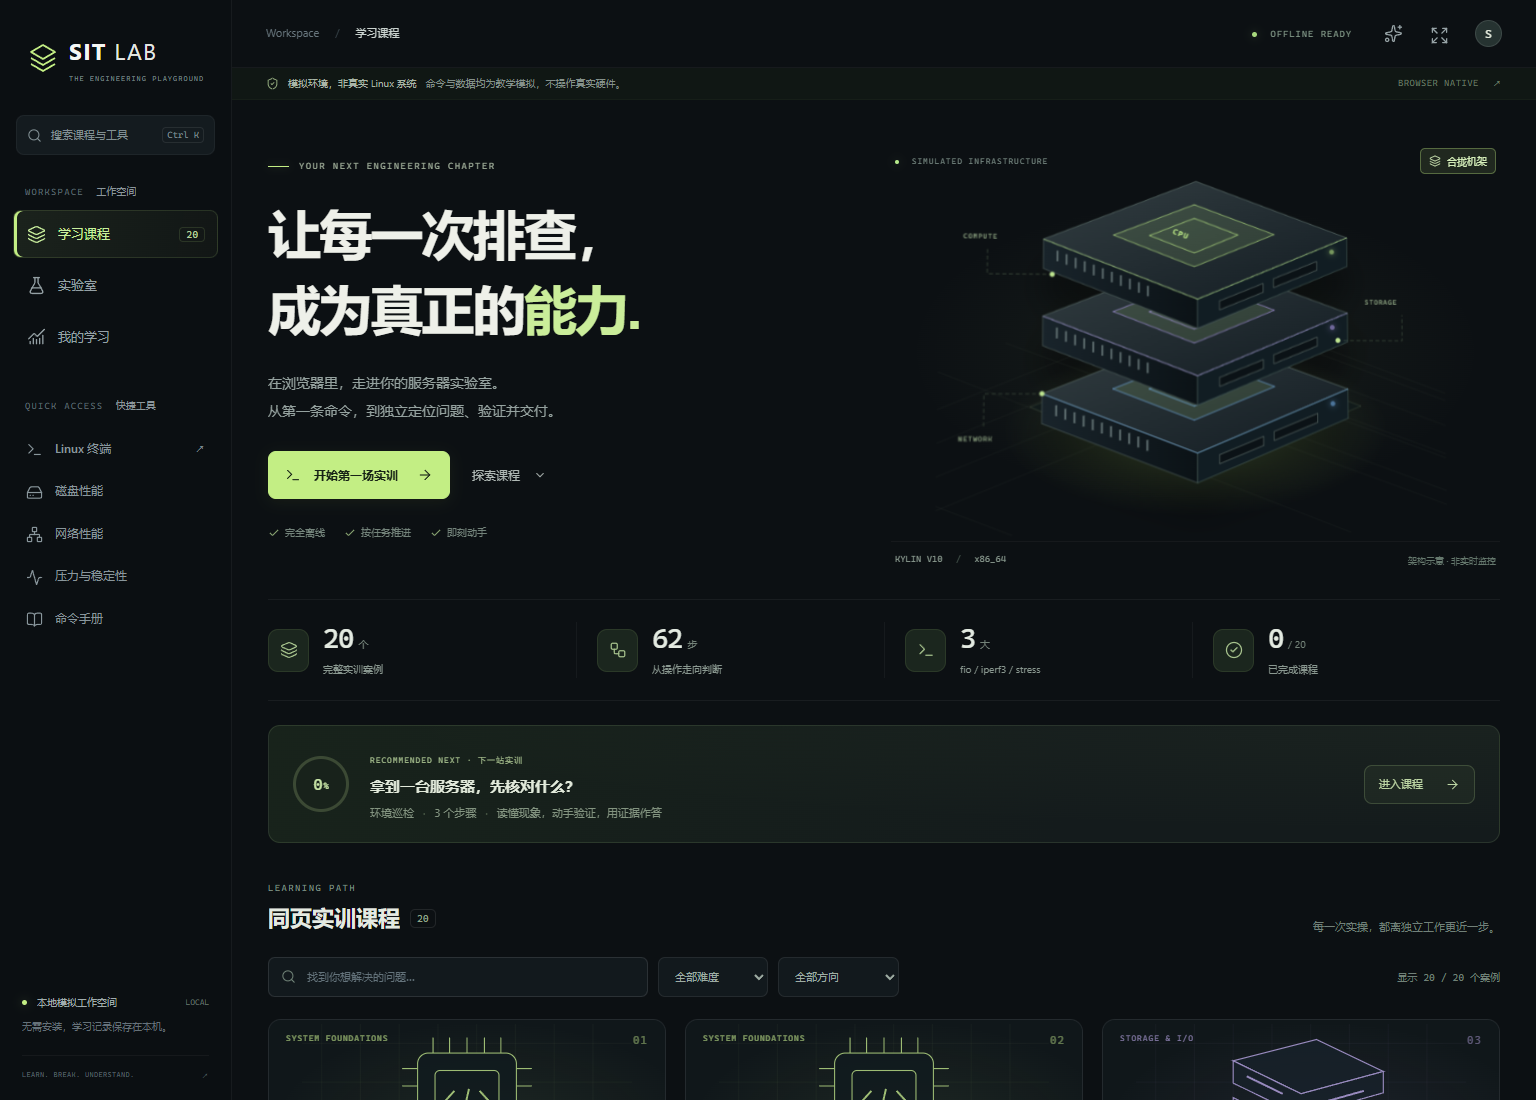 SIT LAB
THE ENGINEERING PLAYGROUND
搜索课程与工具 Ctrl K
WORKSPACE 工作空间
学习课程 20
实验室
我的学习
QUICK ACCESS 快捷工具
Linux 终端 ↗
磁盘性能
网络性能
压力与稳定性
命令手册
本地模拟工作空间 LOCAL
无需安装，学习记录保存在本机。
LEARN. BREAK. UNDERSTAND. ↗
Workspace / 学习课程
OFFLINE READY
S
模拟环境，非真实 Linux 系统 命令与数据均为教学模拟，不操作真实硬件。
BROWSER NATIVE ↗
YOUR NEXT ENGINEERING CHAPTER
让每一次排查，
成为真正的能力.
在浏览器里，走进你的服务器实验室。
从第一条命令，到独立定位问题、验证并交付。
开始第一场实训 →
探索课程
完全离线
按任务推进
即刻动手
SIMULATED INFRASTRUCTURE
合拢机架
COMPUTE
CPU
STORAGE
NETWORK
KYLIN V10 / x86_64
架构示意 · 非实时监控
20 个
完整实训案例
62 步
从操作走向判断
3 大
fio / iperf3 / stress
0 / 20
已完成课程
0%
RECOMMENDED NEXT · 下一站实训
拿到一台服务器，先核对什么？
环境巡检 · 3 个步骤 · 读懂现象，动手验证，用证据作答
进入课程 →
LEARNING PATH
同页实训课程 20
每一次实操，都离独立工作更近一步。
找到你想解决的问题...
全部难度
全部方向
显示 20 / 20 个案例
SYSTEM FOUNDATIONS 01
SYSTEM FOUNDATIONS 02
STORAGE & I/O 03